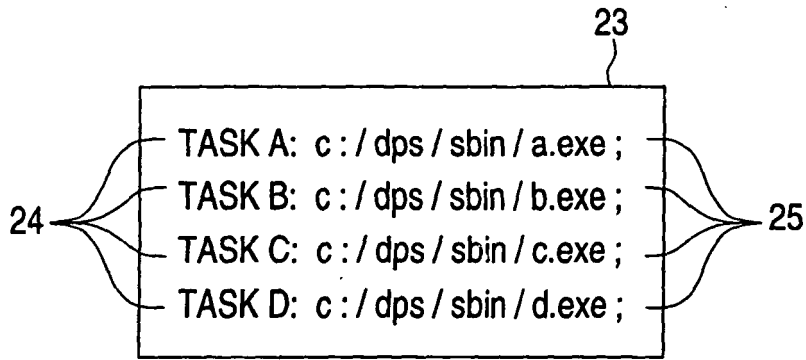 23
TASK A: c : / dps / sbin / a.exe ;
TASK B: c : / dps / sbin / b.exe ;
24
25
TASK C: c : / dps / sbin / c.exe ;
TASK D: c : / dps / sbin / d.exe ;